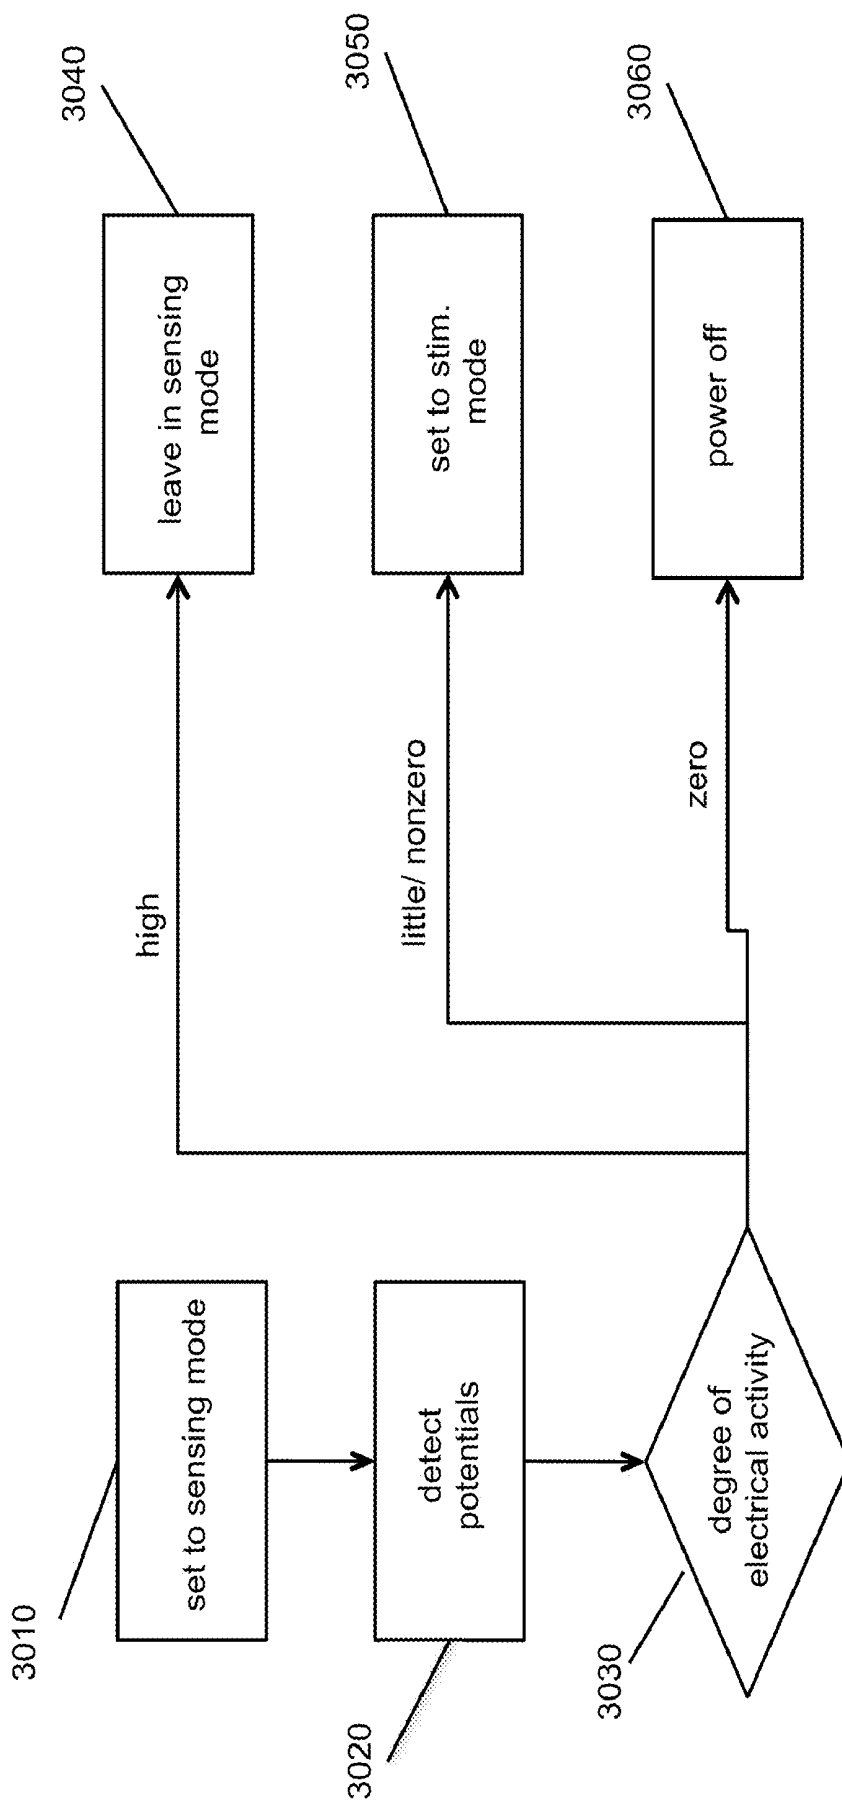 3010
set to sensing mode
3020
detect
potentials
3030
degree of
electrical activity
high
little/ nonzero
zero
3040
leave in sensing
mode
3050
set to stim.
mode
3060
power off